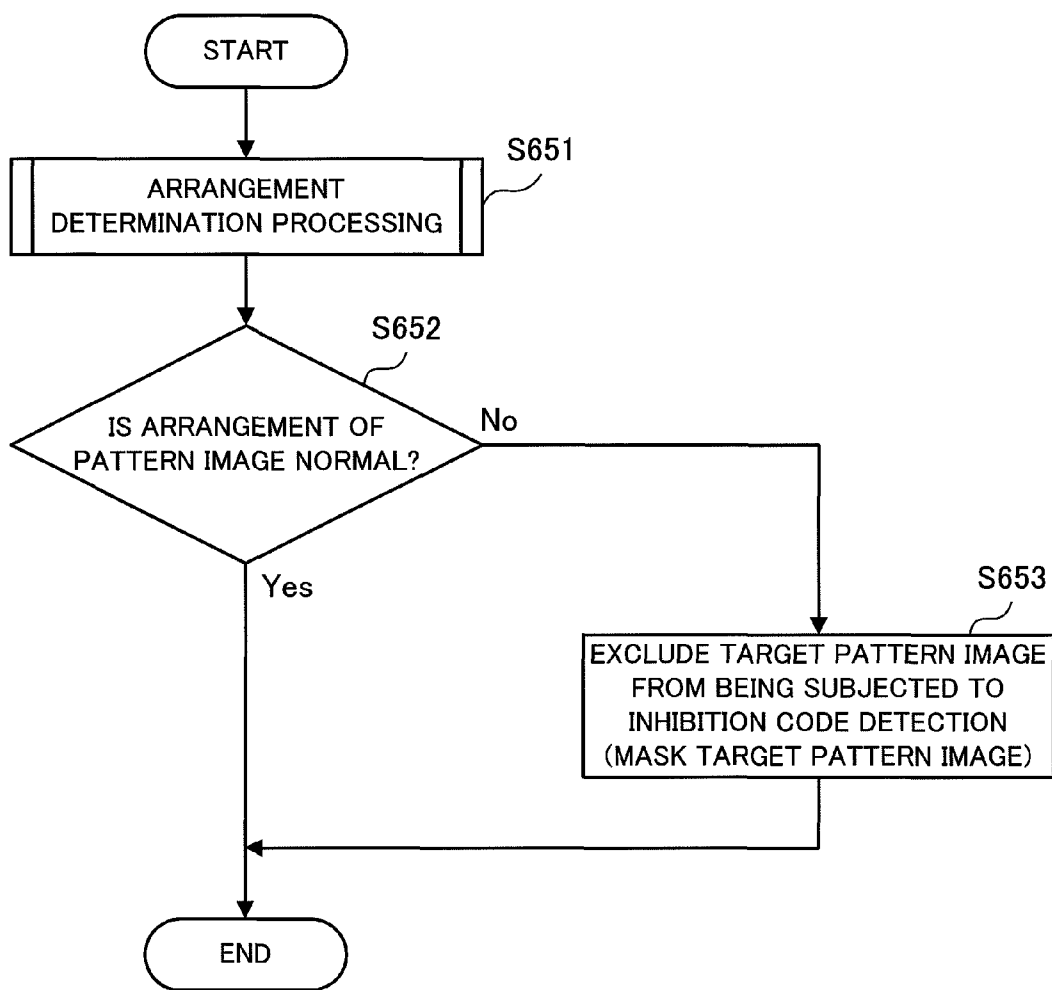 START
S651
ARRANGEMENT
DETERMINATION PROCESSING
S652
IS ARRANGEMENT OF
PATTERN IMAGE NORMAL?
No
Yes
S653
EXCLUDE TARGET PATTERN IMAGE
FROM BEING SUBJECTED TO
INHIBITION CODE DETECTION
(MASK TARGET PATTERN IMAGE)
END